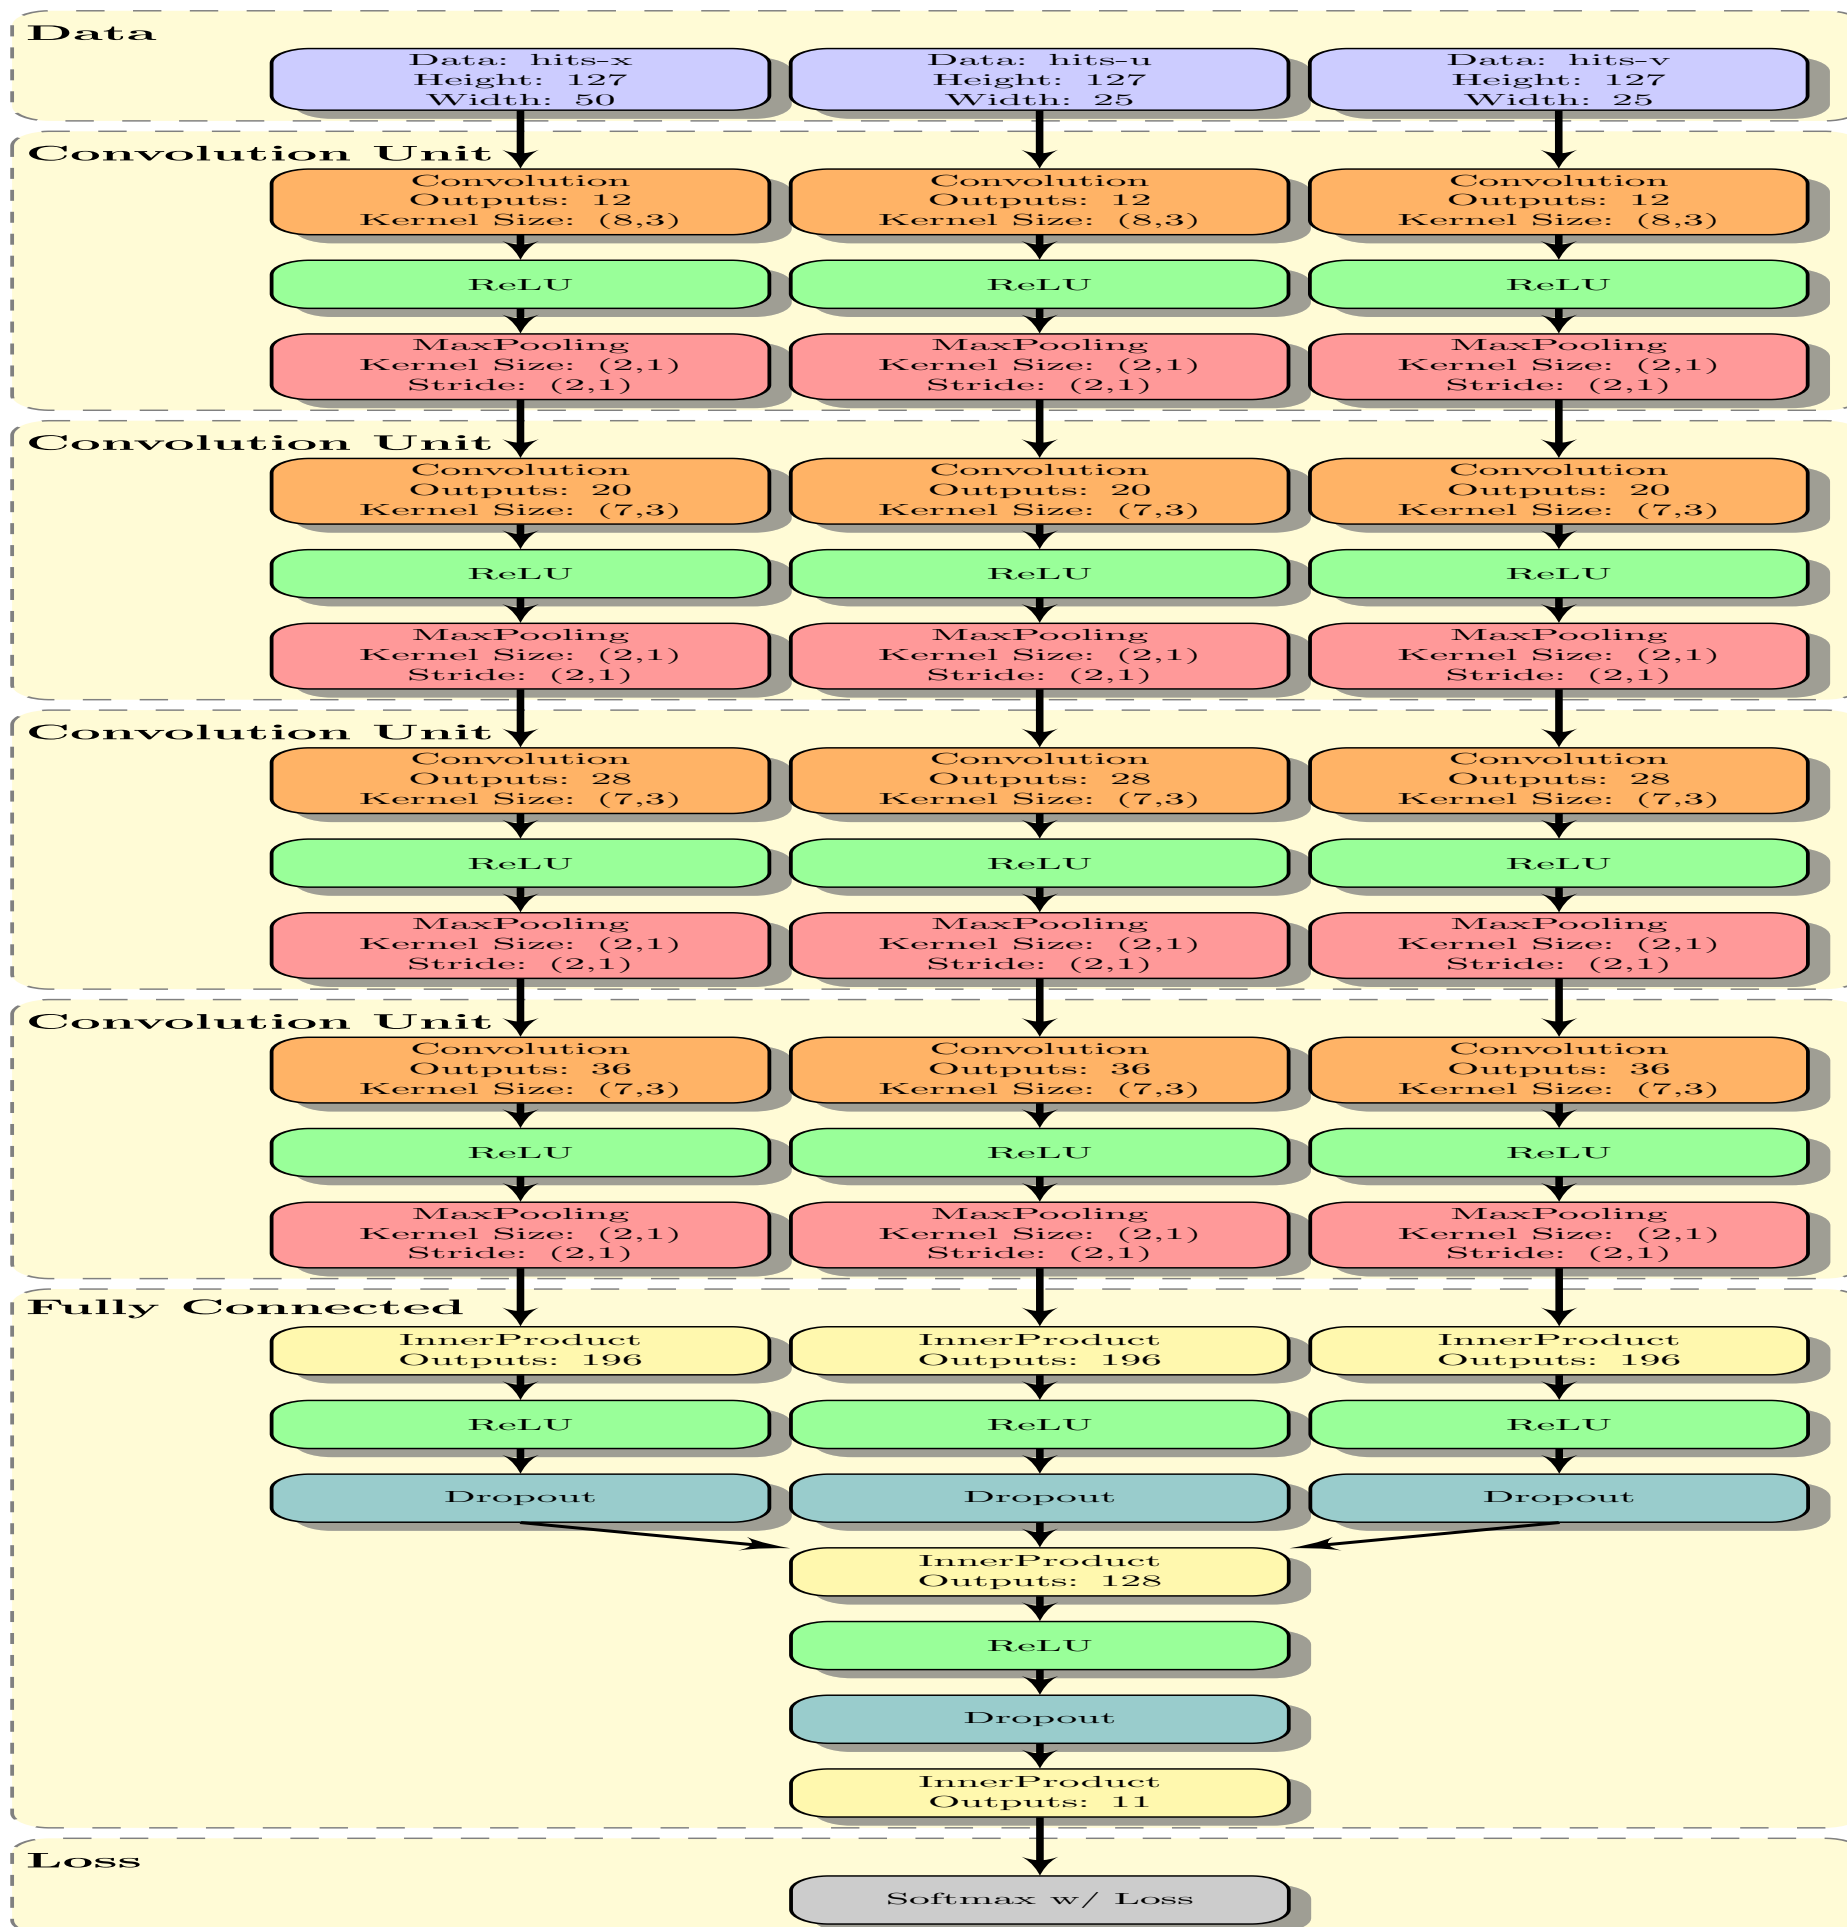 Data
Data: hits-x
Height: 127
Width: 50
Data: hits-u
Height: 127
Width: 25
Data: hits-v
Height: 127
Width: 25
Convolution Unit
Convolution
Outputs: 12
Kernel Size: (8,3)
Convolution
Outputs: 12
Kernel Size: (8,3)
Convolution
Outputs: 12
Kernel Size: (8,3)
ReLU
ReLU
ReLU
MaxPooling
Kernel Size: (2,1)
Stride: (2,1)
MaxPooling
Kernel Size: (2,1)
Stride: (2,1)
MaxPooling
Kernel Size: (2,1)
Stride: (2,1)
Convolution Unit
Convolution
Outputs: 20
Kernel Size: (7,3)
Convolution
Outputs: 20
Kernel Size: (7,3)
Convolution
Outputs: 20
Kernel Size: (7,3)
ReLU
ReLU
ReLU
MaxPooling
Kernel Size: (2,1)
Stride: (2,1)
MaxPooling
Kernel Size: (2,1)
Stride: (2,1)
MaxPooling
Kernel Size: (2,1)
Stride: (2,1)
Convolution Unit
Convolution
Outputs: 28
Kernel Size: (7,3)
Convolution
Outputs: 28
Kernel Size: (7,3)
Convolution
Outputs: 28
Kernel Size: (7,3)
ReLU
ReLU
ReLU
MaxPooling
Kernel Size: (2,1)
Stride: (2,1)
MaxPooling
Kernel Size: (2,1)
Stride: (2,1)
MaxPooling
Kernel Size: (2,1)
Stride: (2,1)
Convolution Unit
Convolution
Outputs: 36
Kernel Size: (7,3)
Convolution
Outputs: 36
Kernel Size: (7,3)
Convolution
Outputs: 36
Kernel Size: (7,3)
ReLU
ReLU
ReLU
MaxPooling
Kernel Size: (2,1)
Stride: (2,1)
MaxPooling
Kernel Size: (2,1)
Stride: (2,1)
MaxPooling
Kernel Size: (2,1)
Stride: (2,1)
Fully Connected
InnerProduct
Outputs: 196
InnerProduct
Outputs: 196
InnerProduct
Outputs: 196
ReLU
ReLU
ReLU
Dropout
Dropout
Dropout
InnerProduct
Outputs: 128
ReLU
Dropout
InnerProduct
Outputs: 11
Loss
Softmax w/ Loss